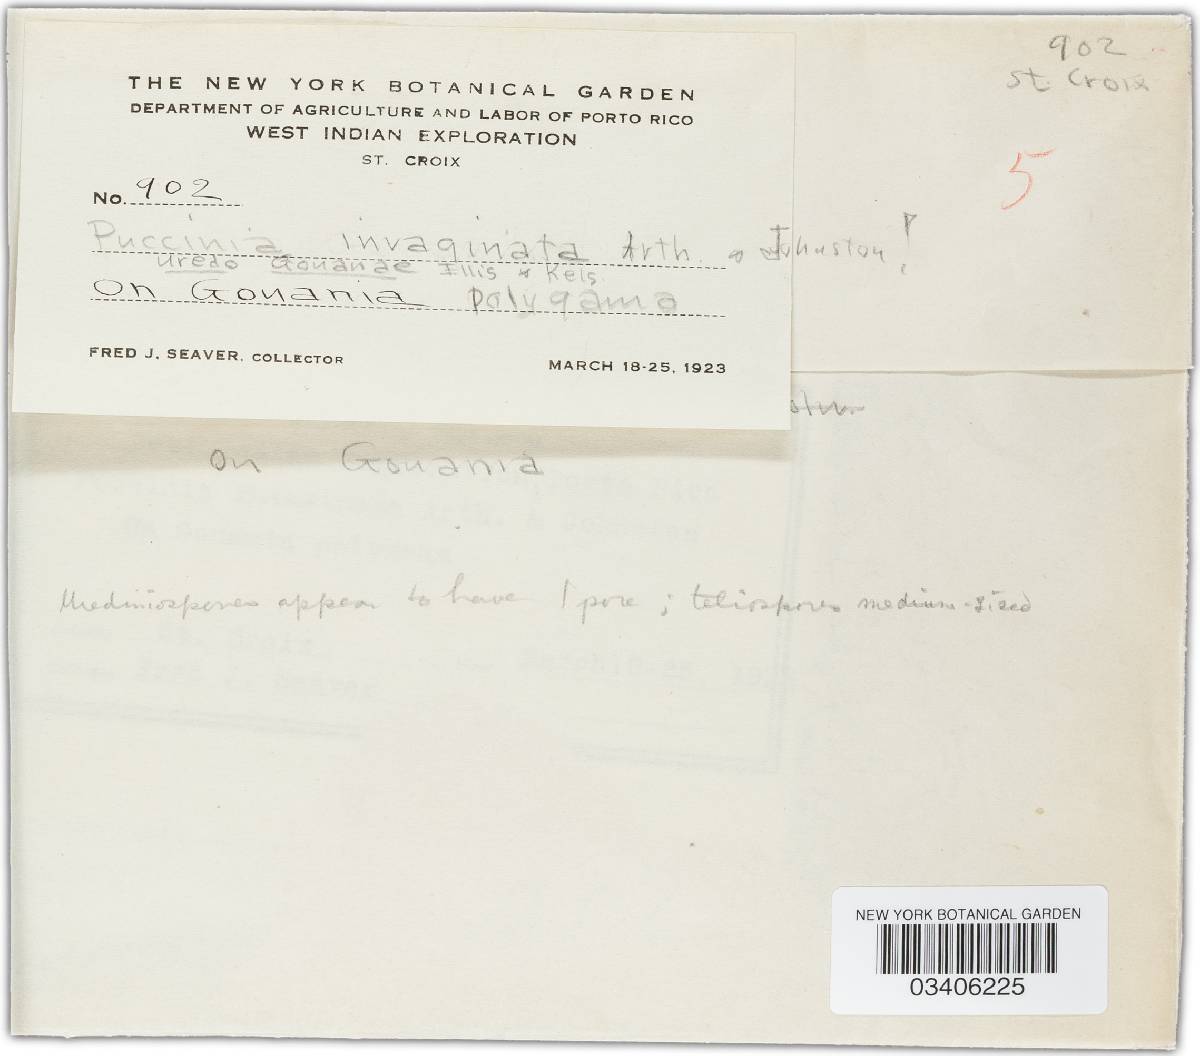 902
St. Croix
5
THE NEW YORK BOTANICAL GARDEN
DEPARTMENT OF AGRICULTURE AND LABOR OF PORTO RICO
WEST INDIAN EXPLORATION
ST. CROIX
No. 902
Puccinia invaginata Arth. & Johnston!
Uredo Gouaniae Ellis & Kels.
On Gouania polygama
FRED J. SEAVER, COLLECTOR
MARCH 18-25, 1923
On Gouania
Urediniospores appear to have 1 pore; teliospores medium-sized
NEW YORK BOTANICAL GARDEN
03406225